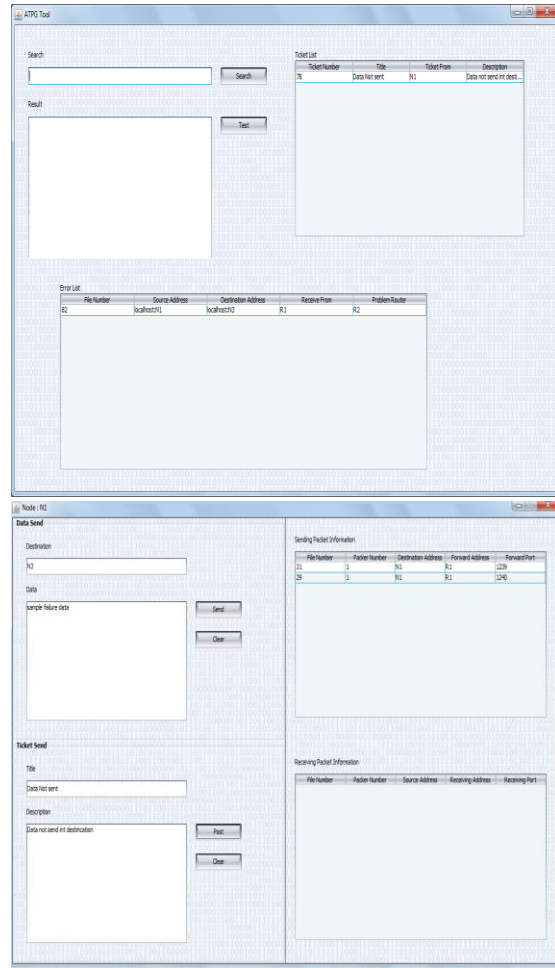 ATPG Tool
Search
Search
Result
Test
Ticket List
Ticket Number Title Ticket From Description
78 Data Not sent N1 Data not send int desti...
Error List
File Number Source Address Destination Address Receive From Problem Router
82 localhost:N1 localhost:N3 R1 R2
Node : N1
Data Send
Destination
N3
Data
sample failure data
Send
Clear
Ticket Send
Title
Data Not sent
Description
Data not send int destincation
Post
Clear
Sending Packet Information
File Number Packer Number Destination Address Forward Address Forward Port
31 1 N1 R1 1239
29 1 N1 R1 1240
Receiving Packet Information
File Number Packer Number Source Address Receiving Address Receiving Port